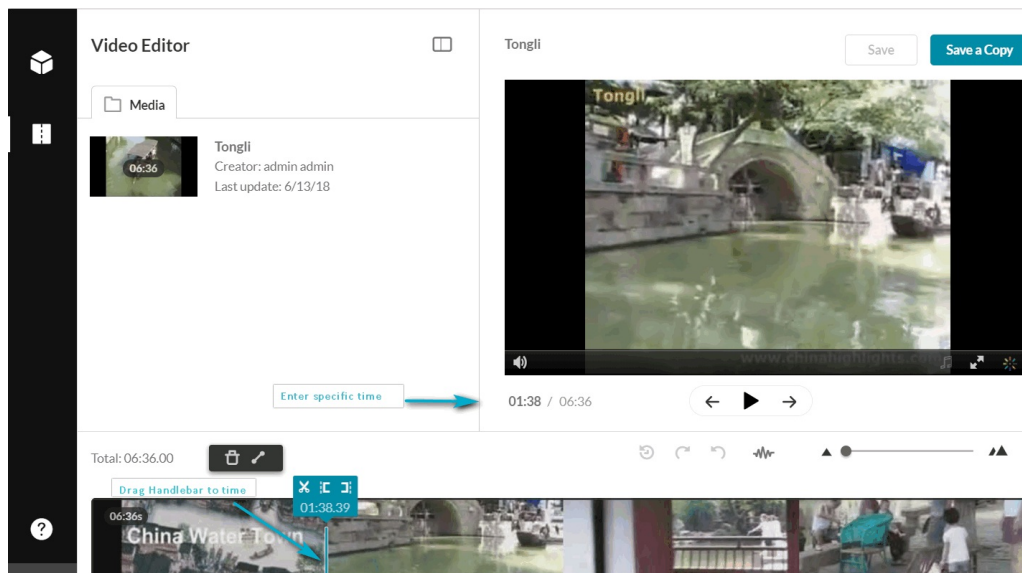 Video Editor
Media
06:36
Tongli
Creator: admin admin
Last update: 6/13/18
Tongli
Save
Save a Copy
Tongli
www.chinahighlights.com
Enter specific time
01:38 / 06:36
Total: 06:36.00
Drag Handlebar to time
01:38.39
06:36s
China Water Town
?